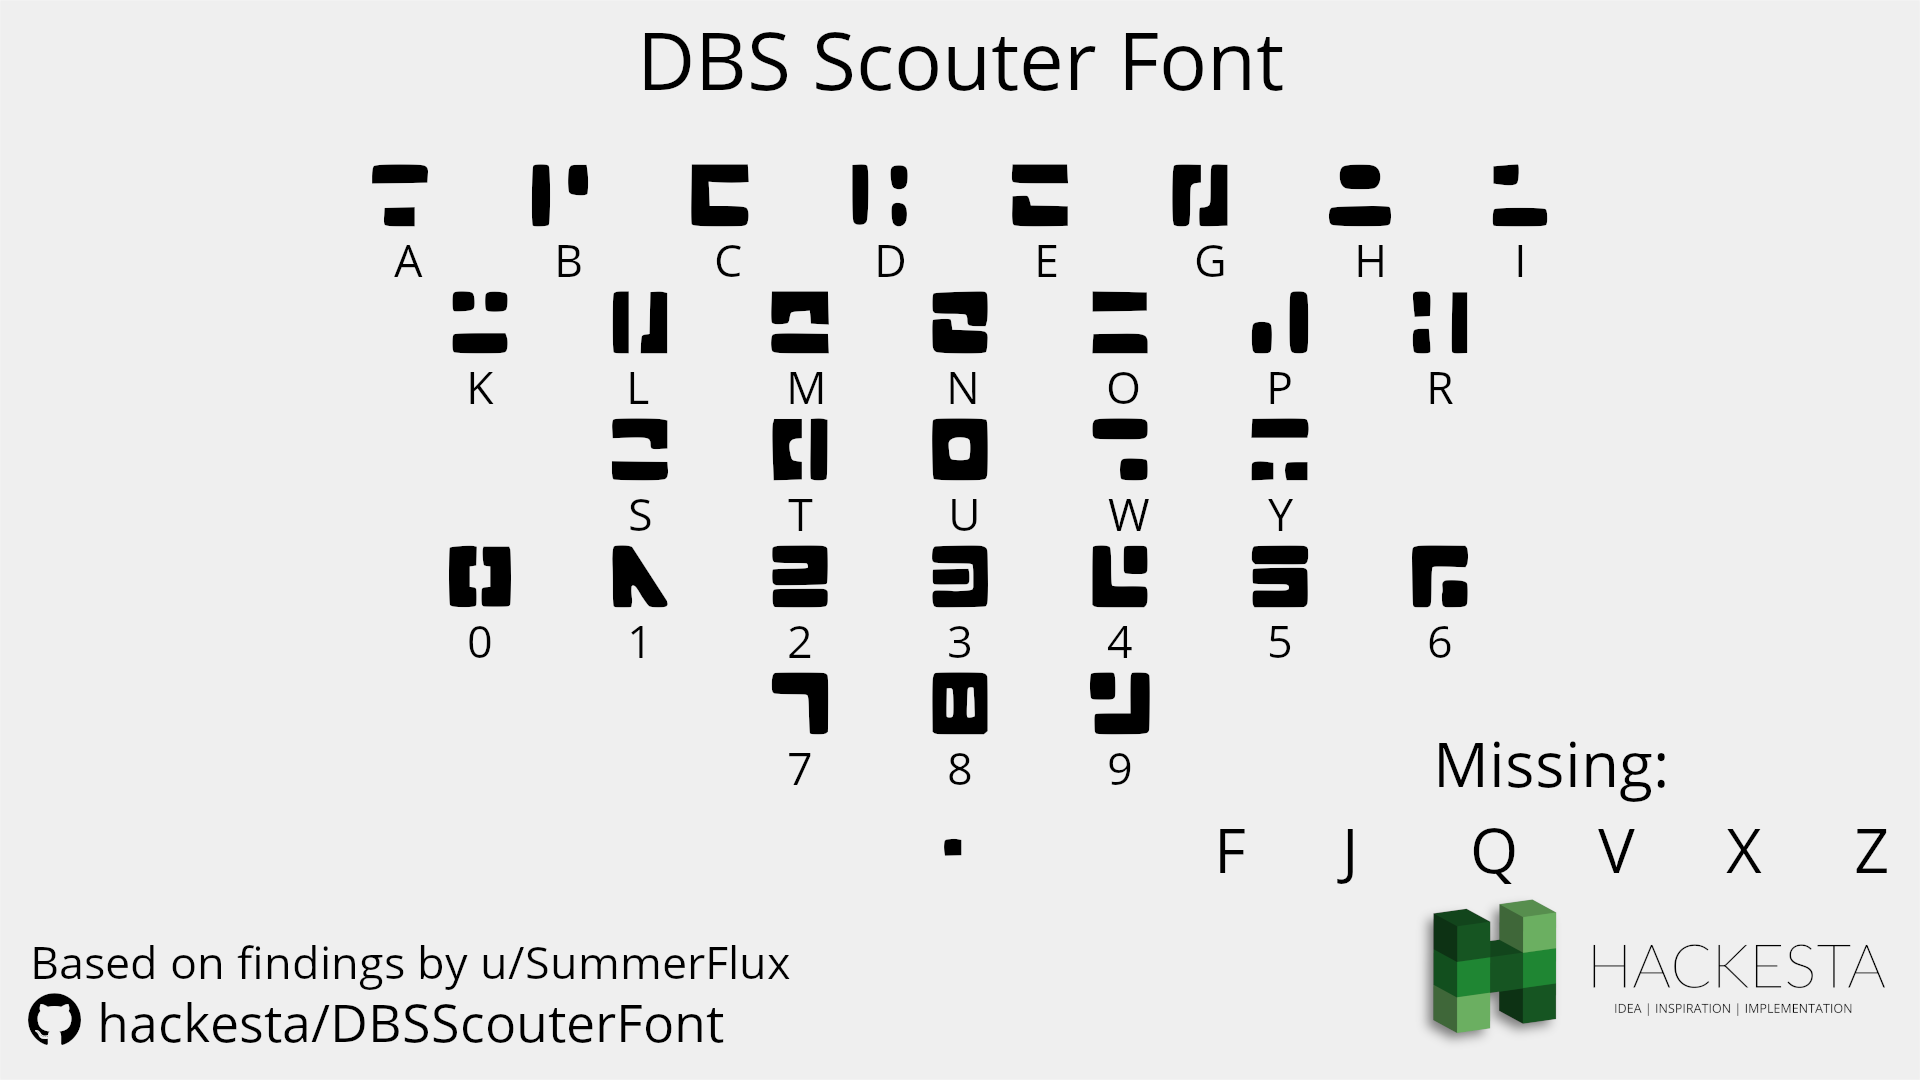 DBS Scouter Font
A B C D E G H I
K L M N O P R
S T U W Y
0 1 2 3 4 5 6
7 8 9
.
Missing:
F J Q V X Z
Based on findings by u/SummerFlux
hackesta/DBSScouterFont
HACKESTA
IDEA | INSPIRATION | IMPLEMENTATION